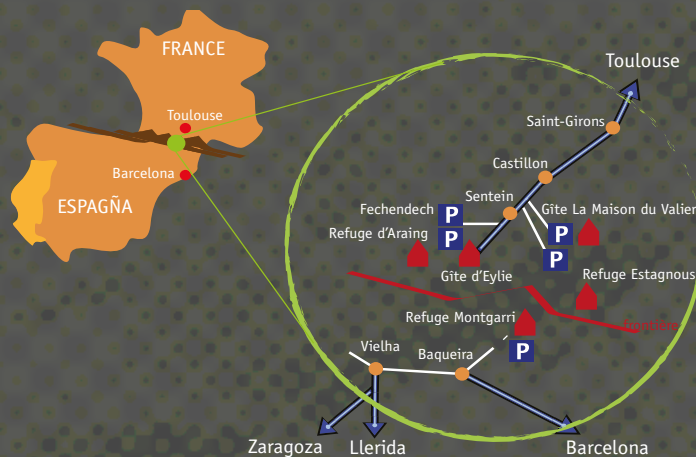 FRANCE
Toulouse
Barcelona
ESPAGÑA
Toulouse
Saint-Girons
Castillon
Sentein
Fechendech P
Gîte La Maison du Valier
P
P
Refuge d'Araing
P
Gîte d'Eylie
Refuge Estagnous
Refuge Montgarri
Frontière
P
Vielha
Baqueira
Zaragoza
Llerida
Barcelona